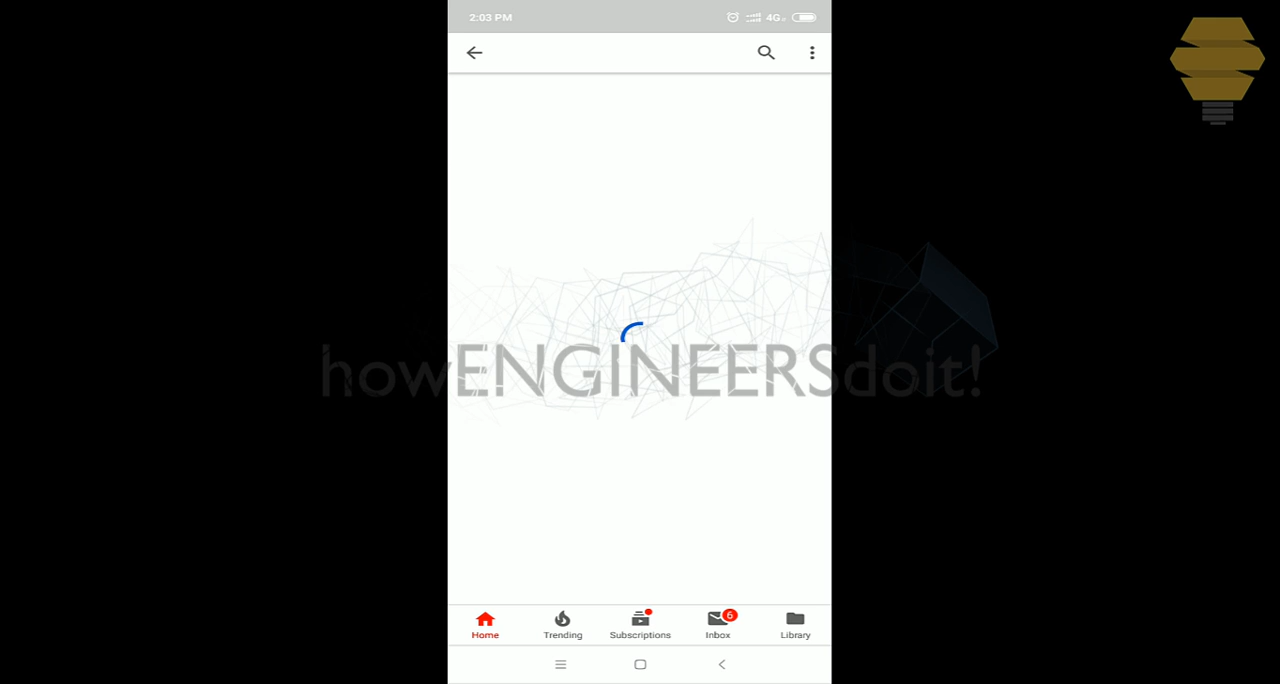 2:03 PM
4G
howENGINEERSdoit!
6
Home
Trending
Subscriptions
Inbox
Library